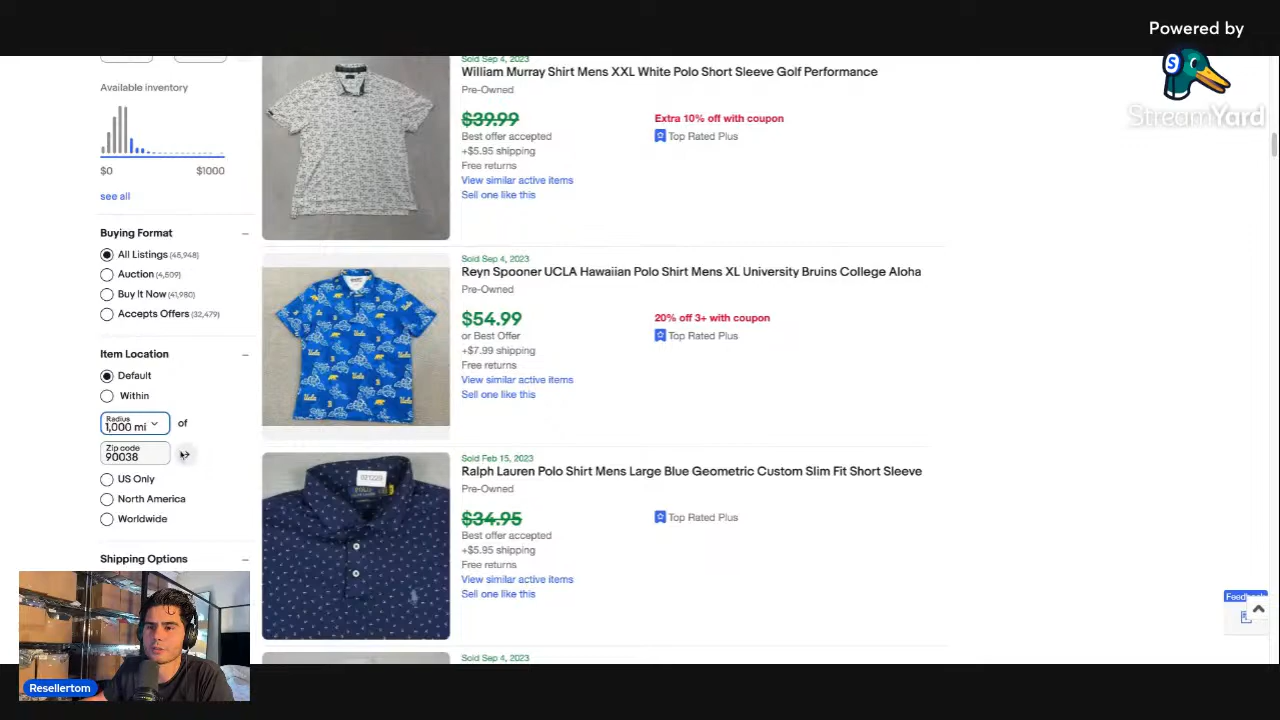 Powered by
StreamYard
Available inventory
$0
$1000
see all
Buying Format
All Listings (45,948)
Auction (4,509)
Buy It Now (41,980)
Accepts Offers (32,479)
Item Location
Default
Within
Radius
1,000 mi
of
Zip code
90038
US Only
North America
Worldwide
Shipping Options
Sold Sep 4, 2023
William Murray Shirt Mens XXL White Polo Short Sleeve Golf Performance
Pre-Owned
$39.99
Extra 10% off with coupon
Best offer accepted
Top Rated Plus
+$5.95 shipping
Free returns
View similar active items
Sell one like this
Sold Sep 4, 2023
Reyn Spooner UCLA Hawaiian Polo Shirt Mens XL University Bruins College Aloha
Pre-Owned
$54.99
20% off 3+ with coupon
or Best Offer
Top Rated Plus
+$7.99 shipping
Free returns
View similar active items
Sell one like this
Sold Feb 15, 2023
Ralph Lauren Polo Shirt Mens Large Blue Geometric Custom Slim Fit Short Sleeve
Pre-Owned
$34.95
Top Rated Plus
Best offer accepted
+$5.95 shipping
Free returns
View similar active items
Sell one like this
Sold Sep 4, 2023
Resellertom